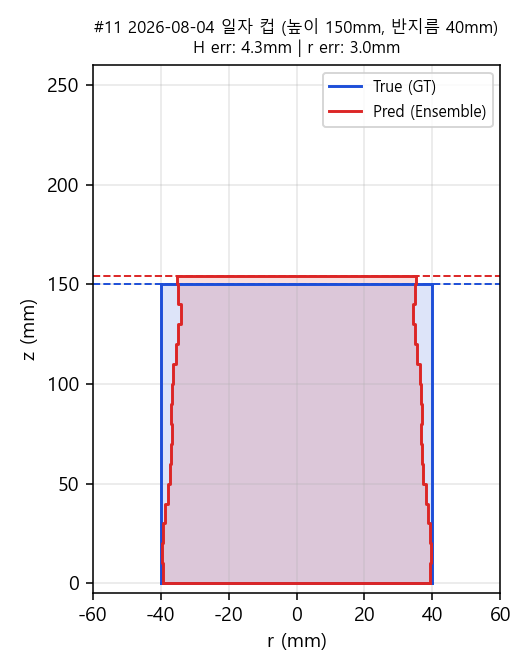 #11 2026-08-04 일자 컵 (높이 150mm, 반지름 40mm)
H err: 4.3mm | r err: 3.0mm
True (GT)
Pred (Ensemble)
250
200
150
100
50
0
z (mm)
-60 -40 -20 0 20 40 60
r (mm)